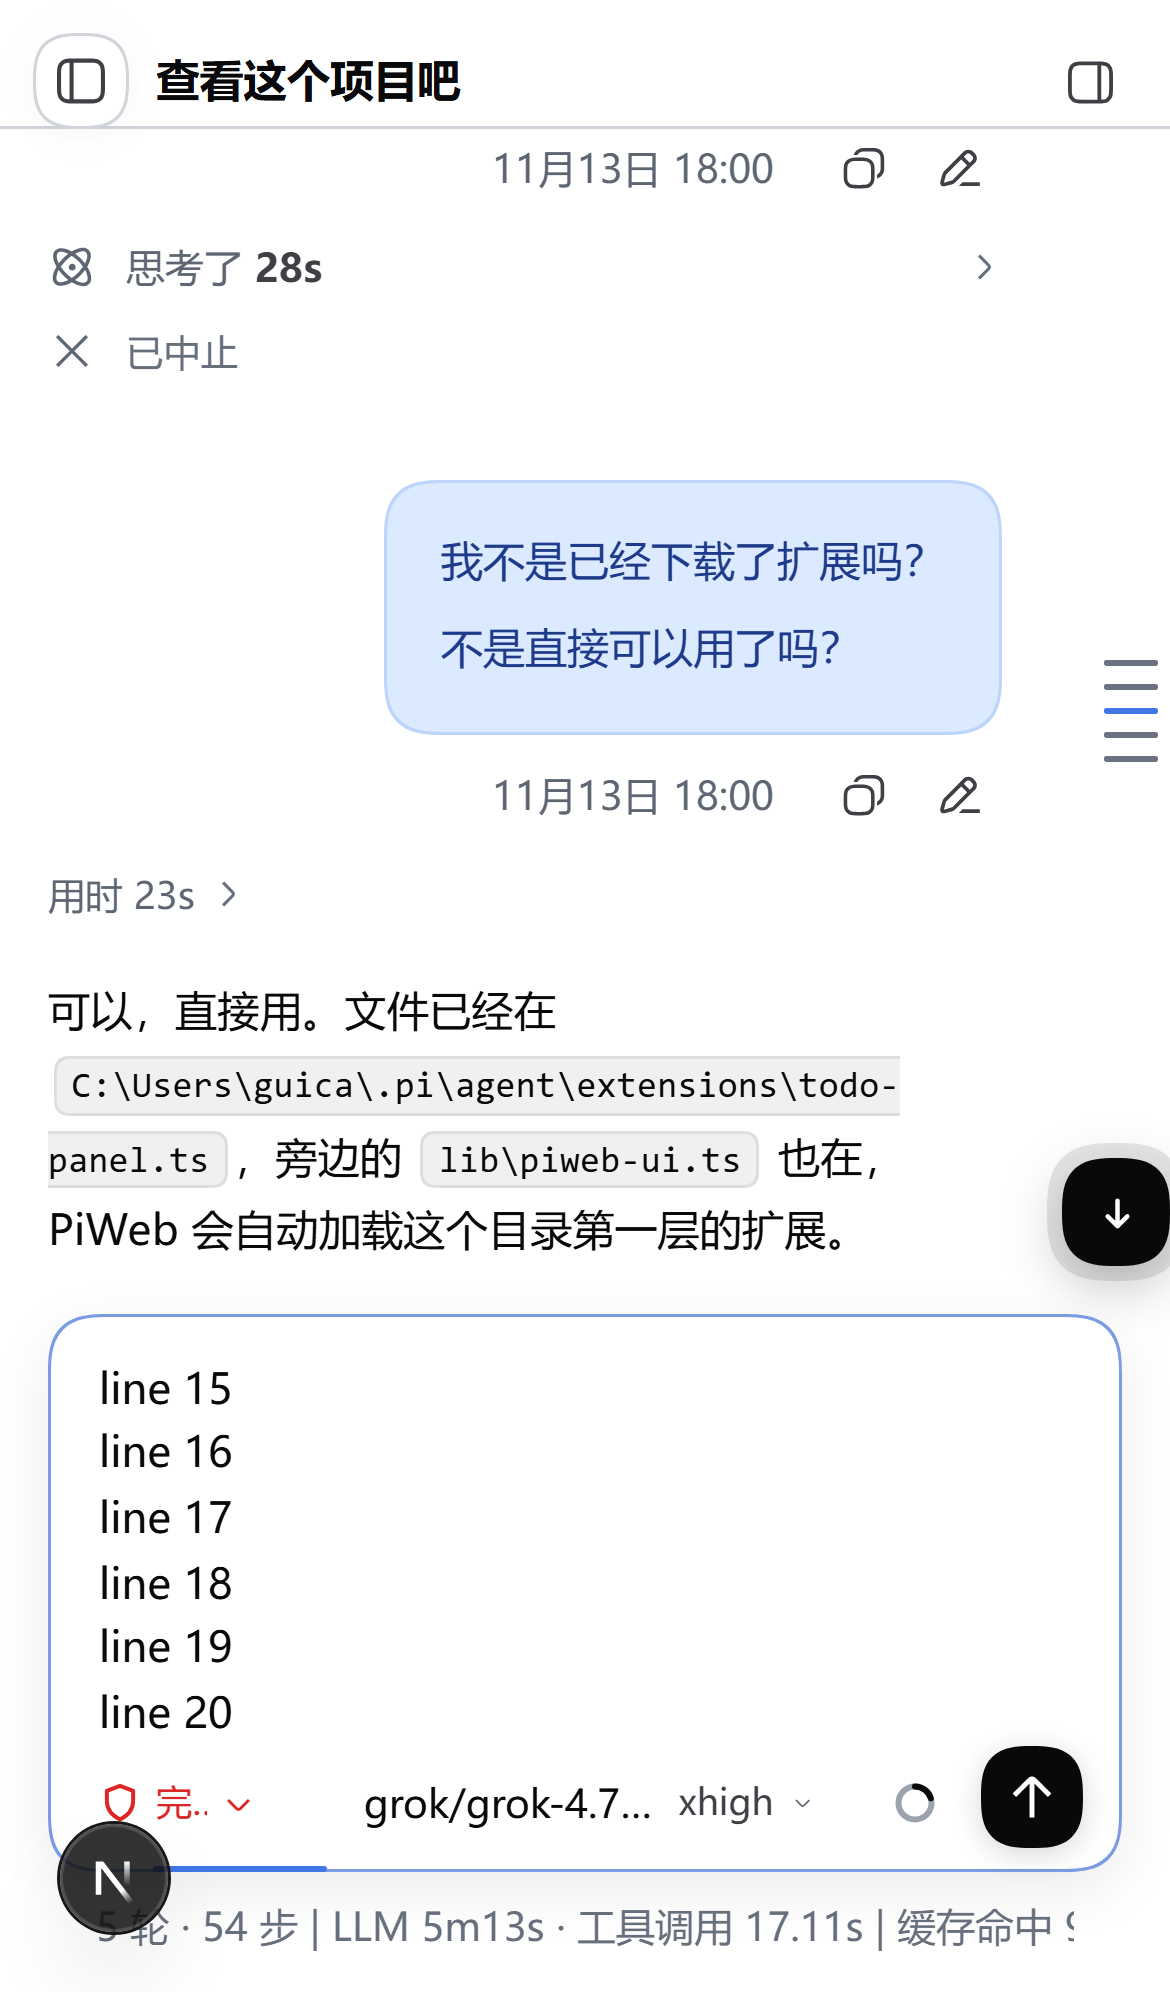 查看这个项目吧
11月13日 18:00
思考了 28s
已中止
我不是已经下载了扩展吗？
不是直接可以用了吗？
11月13日 18:00
用时 23s
可以，直接用。文件已经在
C:\Users\guica\.pi\agent\extensions\todo-
panel.ts ，旁边的 lib\piweb-ui.ts 也在，
PiWeb 会自动加载这个目录第一层的扩展。
line 15
line 16
line 17
line 18
line 19
line 20
完.. grok/grok-4.7... xhigh
N
5 轮 · 54 步 | LLM 5m13s · 工具调用 17.11s | 缓存命中